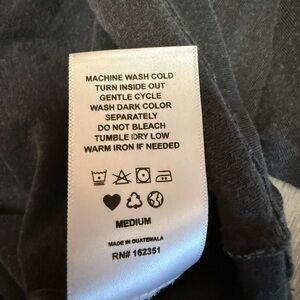 MACHINE WASH COLD
TURN INSIDE OUT
GENTLE CYCLE
WASH DARK COLOR
SEPARATELY
DO NOT BLEACH
TUMBLE DRY LOW
WARM IRON IF NEEDED
MEDIUM
MADE IN GUATEMALA
RN# 162351